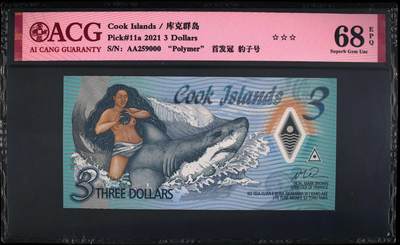 ACG
AI CANG GUARANTY
Cook Islands / 库克群岛
Pick#11a 2021 3 Dollars
S/N: AA259000 "Polymer" 首发冠 豹子号
☆☆☆
68 EPQ
Superb Gem Unc
Cook Islands
3
3 THREE DOLLARS